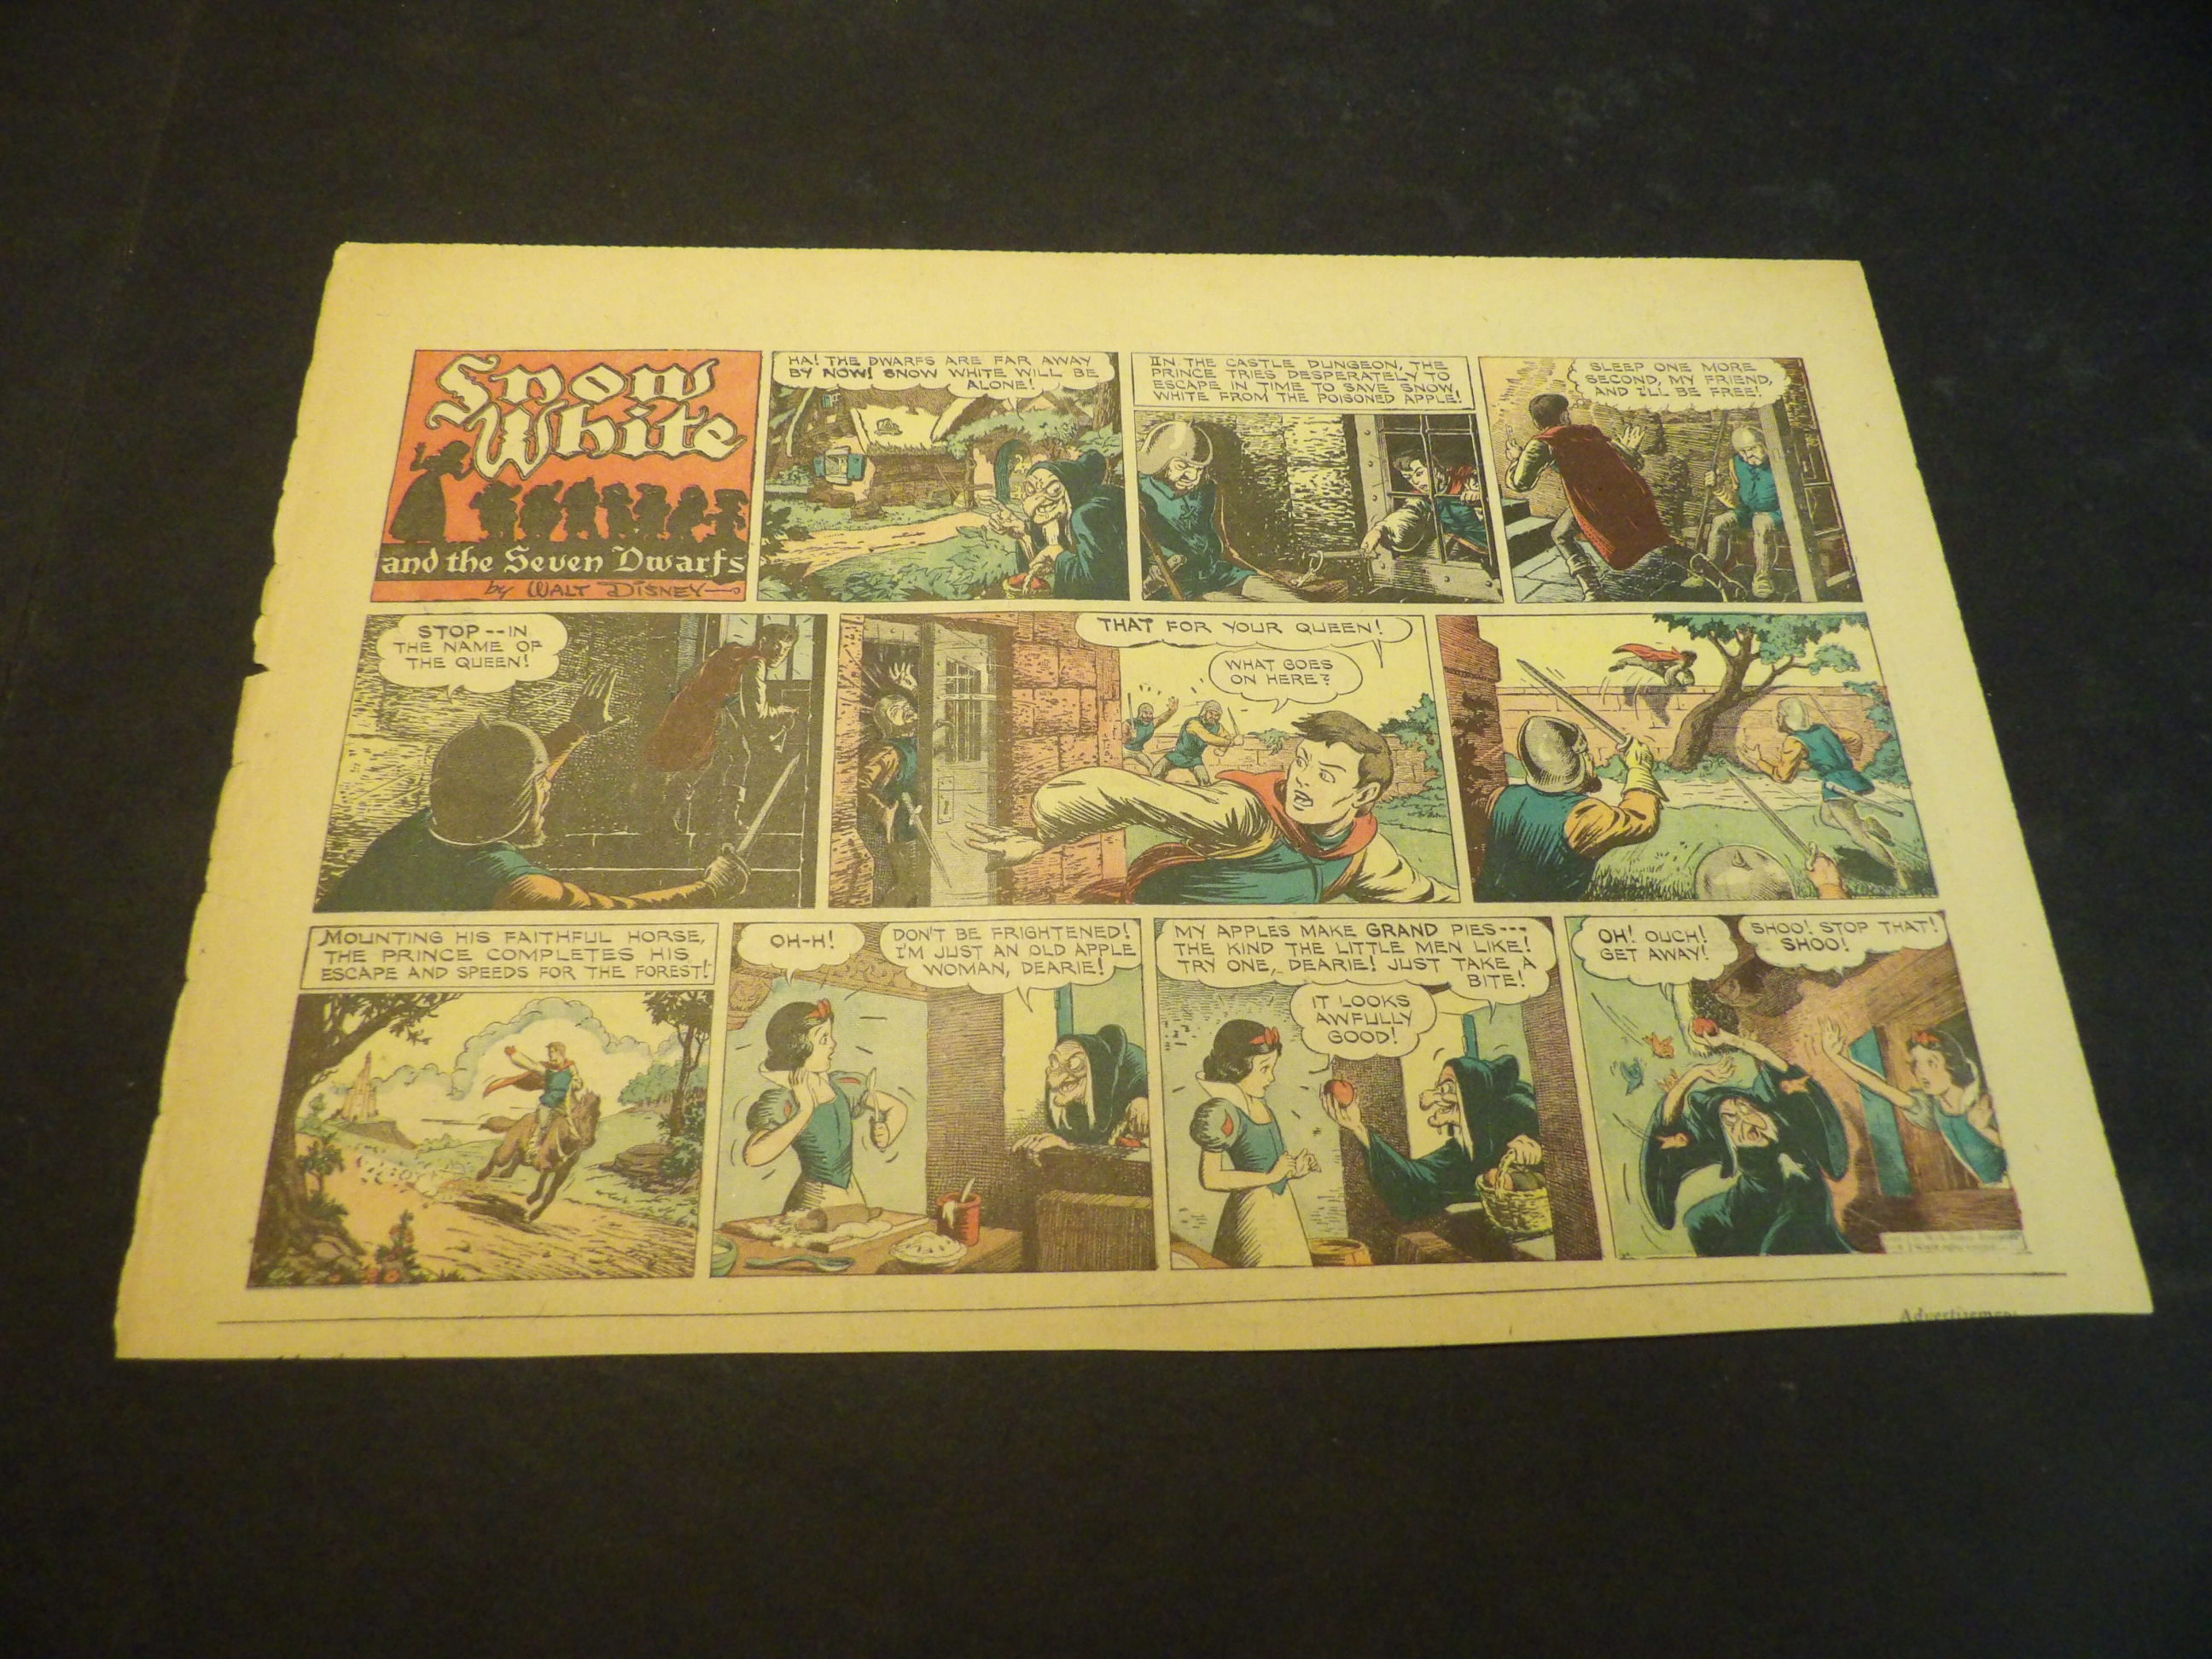 Snow
White
and the Seven Dwarfs
by WALT DISNEY
HA! THE DWARFS ARE FAR AWAY
BY NOW! SNOW WHITE WILL BE
ALONE!
IN THE CASTLE DUNGEON, THE
PRINCE TRIES DESPERATELY TO
ESCAPE IN TIME TO SAVE SNOW
WHITE FROM THE POISONED APPLE!
SLEEP ONE MORE
SECOND, MY FRIEND,
AND I'LL BE FREE!
STOP--IN
THE NAME OF
THE QUEEN!
THAT FOR YOUR QUEEN!
WHAT GOES
ON HERE?
MOUNTING HIS FAITHFUL HORSE,
THE PRINCE COMPLETES HIS
ESCAPE AND SPEEDS FOR THE FOREST!
OH-H!
DON'T BE FRIGHTENED!
I'M JUST AN OLD APPLE
WOMAN, DEARIE!
MY APPLES MAKE GRAND PIES---
THE KIND THE LITTLE MEN LIKE!
TRY ONE, DEARIE! JUST TAKE A
BITE!
IT LOOKS
AWFULLY
GOOD!
OH! OUCH!
GET AWAY!
SHOO! STOP THAT!
SHOO!
Advertisement